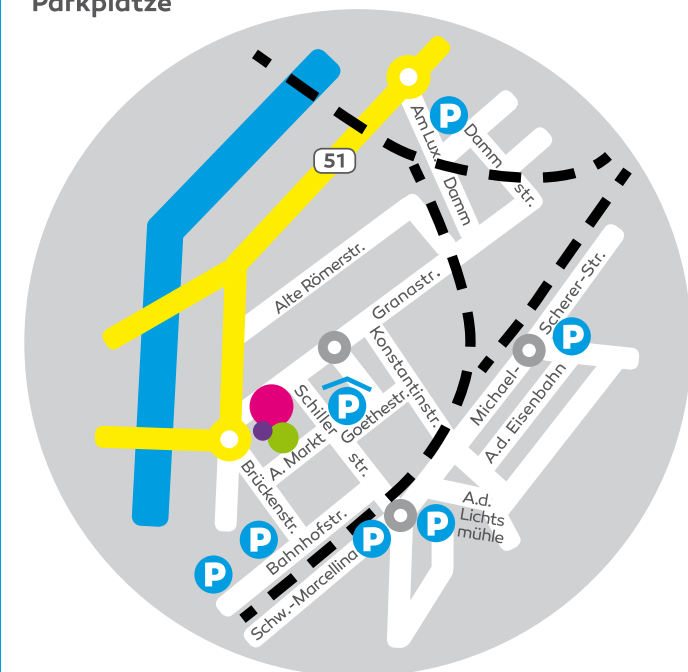 Parkplätze
P
51
Am Lux. Damm
Damm str.
Alte Römerstr.
Granastr.
Scherer-Str.
P
Konstantinstr.
Michael-
A.d. Eisenbahn
P
Schiller str.
Goethestr.
A. Markt
Brückenstr.
A.d.
Lichts
mühle
P
P
P
Bahnhofstr.
P
Schw.-Marcellina